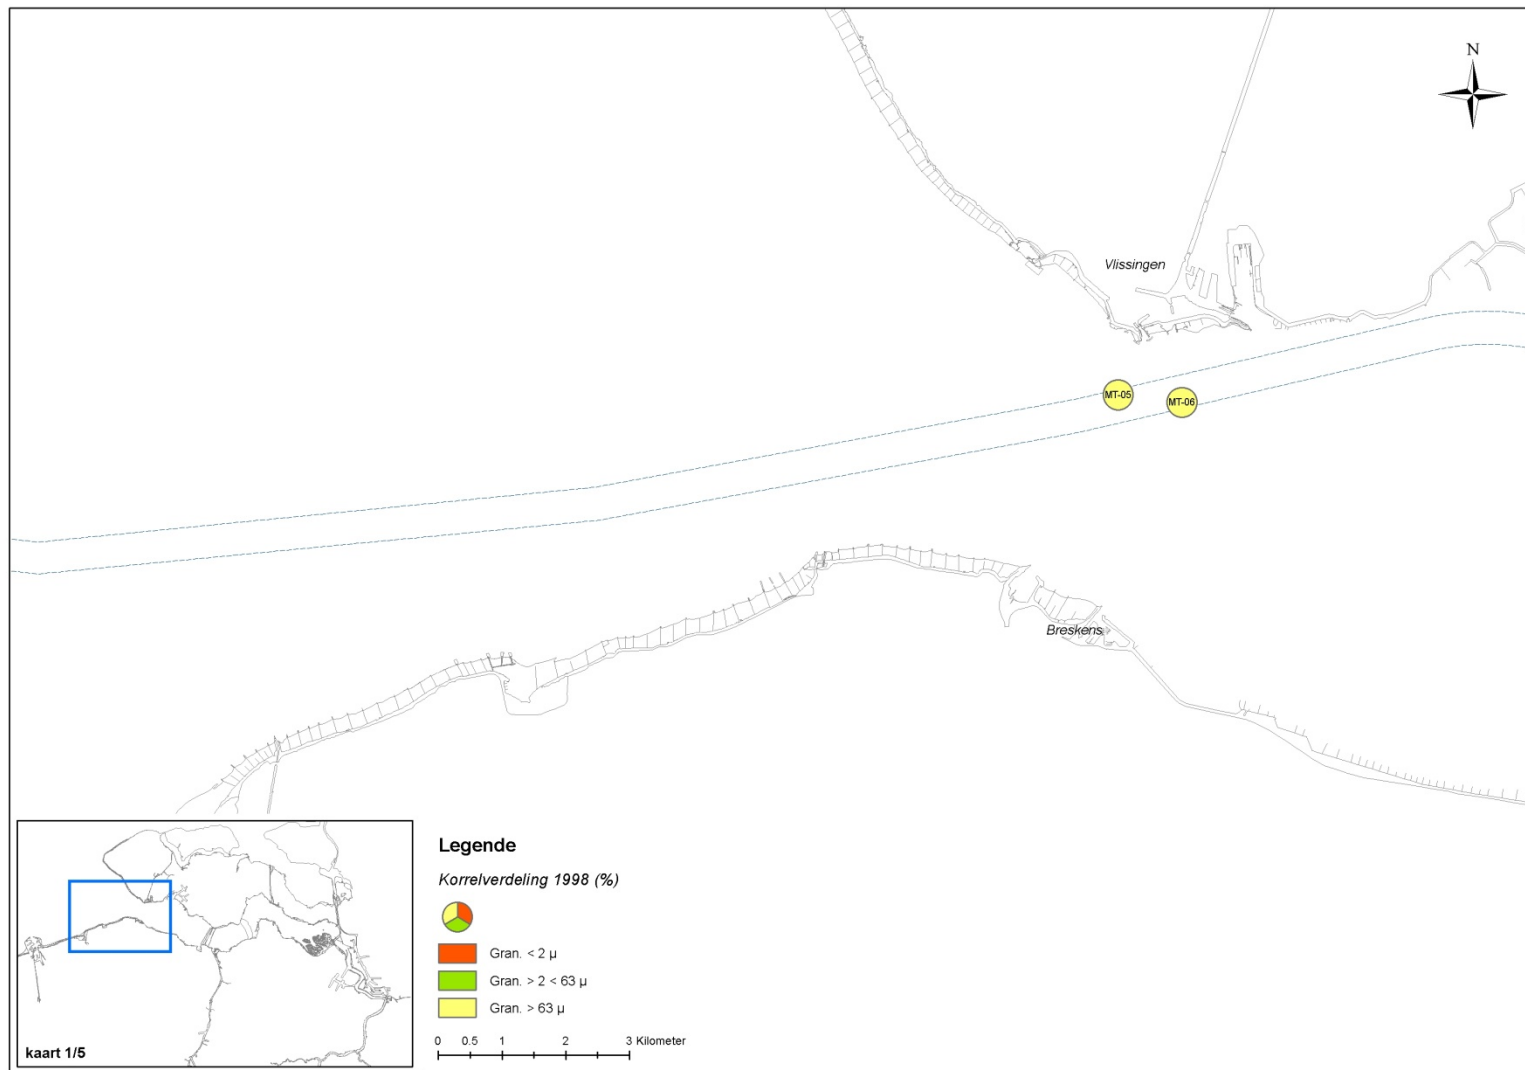 N
Vlissingen
MT-05
MT-06
Breskens
Legende
Korrelverdeling 1998 (%)
Gran. < 2 µ
Gran. > 2 < 63 µ
Gran. > 63 µ
0 0.5 1 2 3 Kilometer
kaart 1/5